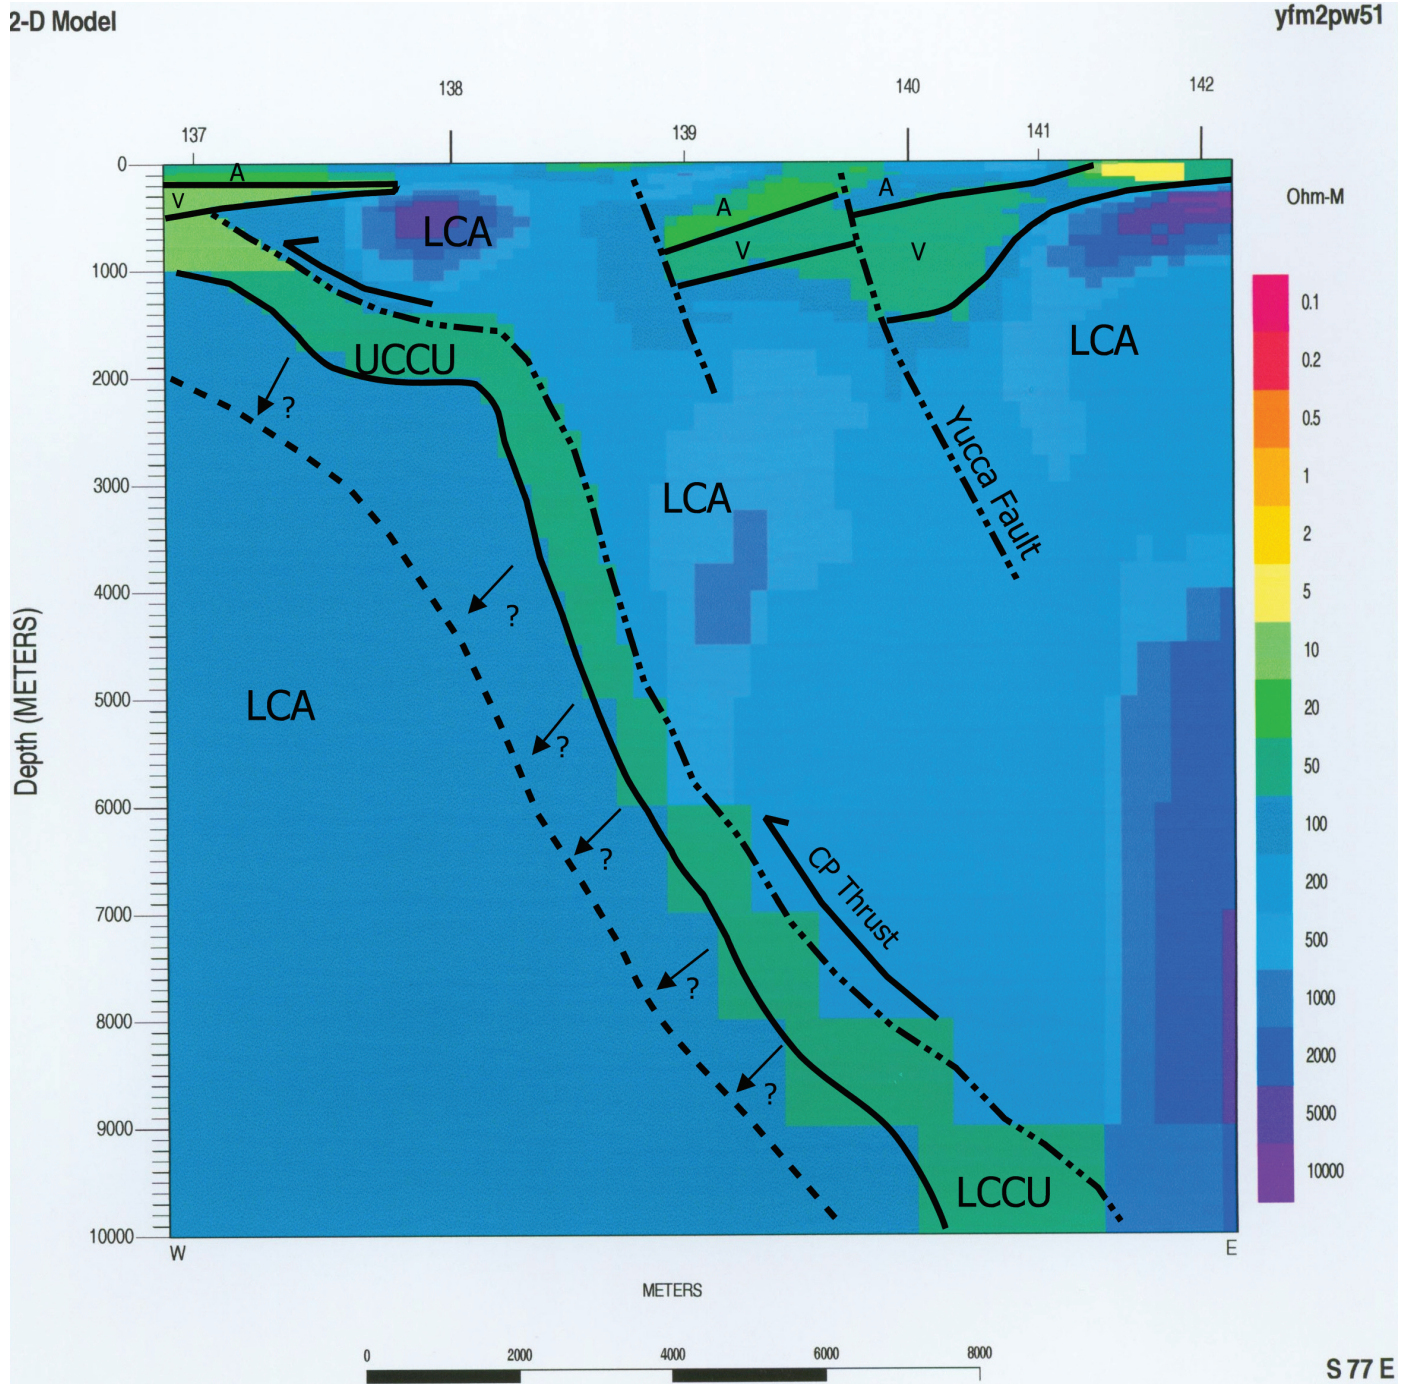 2-D Model
yfm2pw51
138
140
142
137
139
141
0
1000
2000
3000
4000
5000
6000
7000
8000
9000
10000
Depth (METERS)
A
V
LCA
A
V
A
V
LCA
UCCU
?
LCA
Yucca Fault
?
LCA
?
?
CP Thrust
?
?
LCCU
W
E
METERS
0
2000
4000
6000
8000
S 77 E
Ohm-M
0.1
0.2
0.5
1
2
5
10
20
50
100
200
500
1000
2000
5000
10000